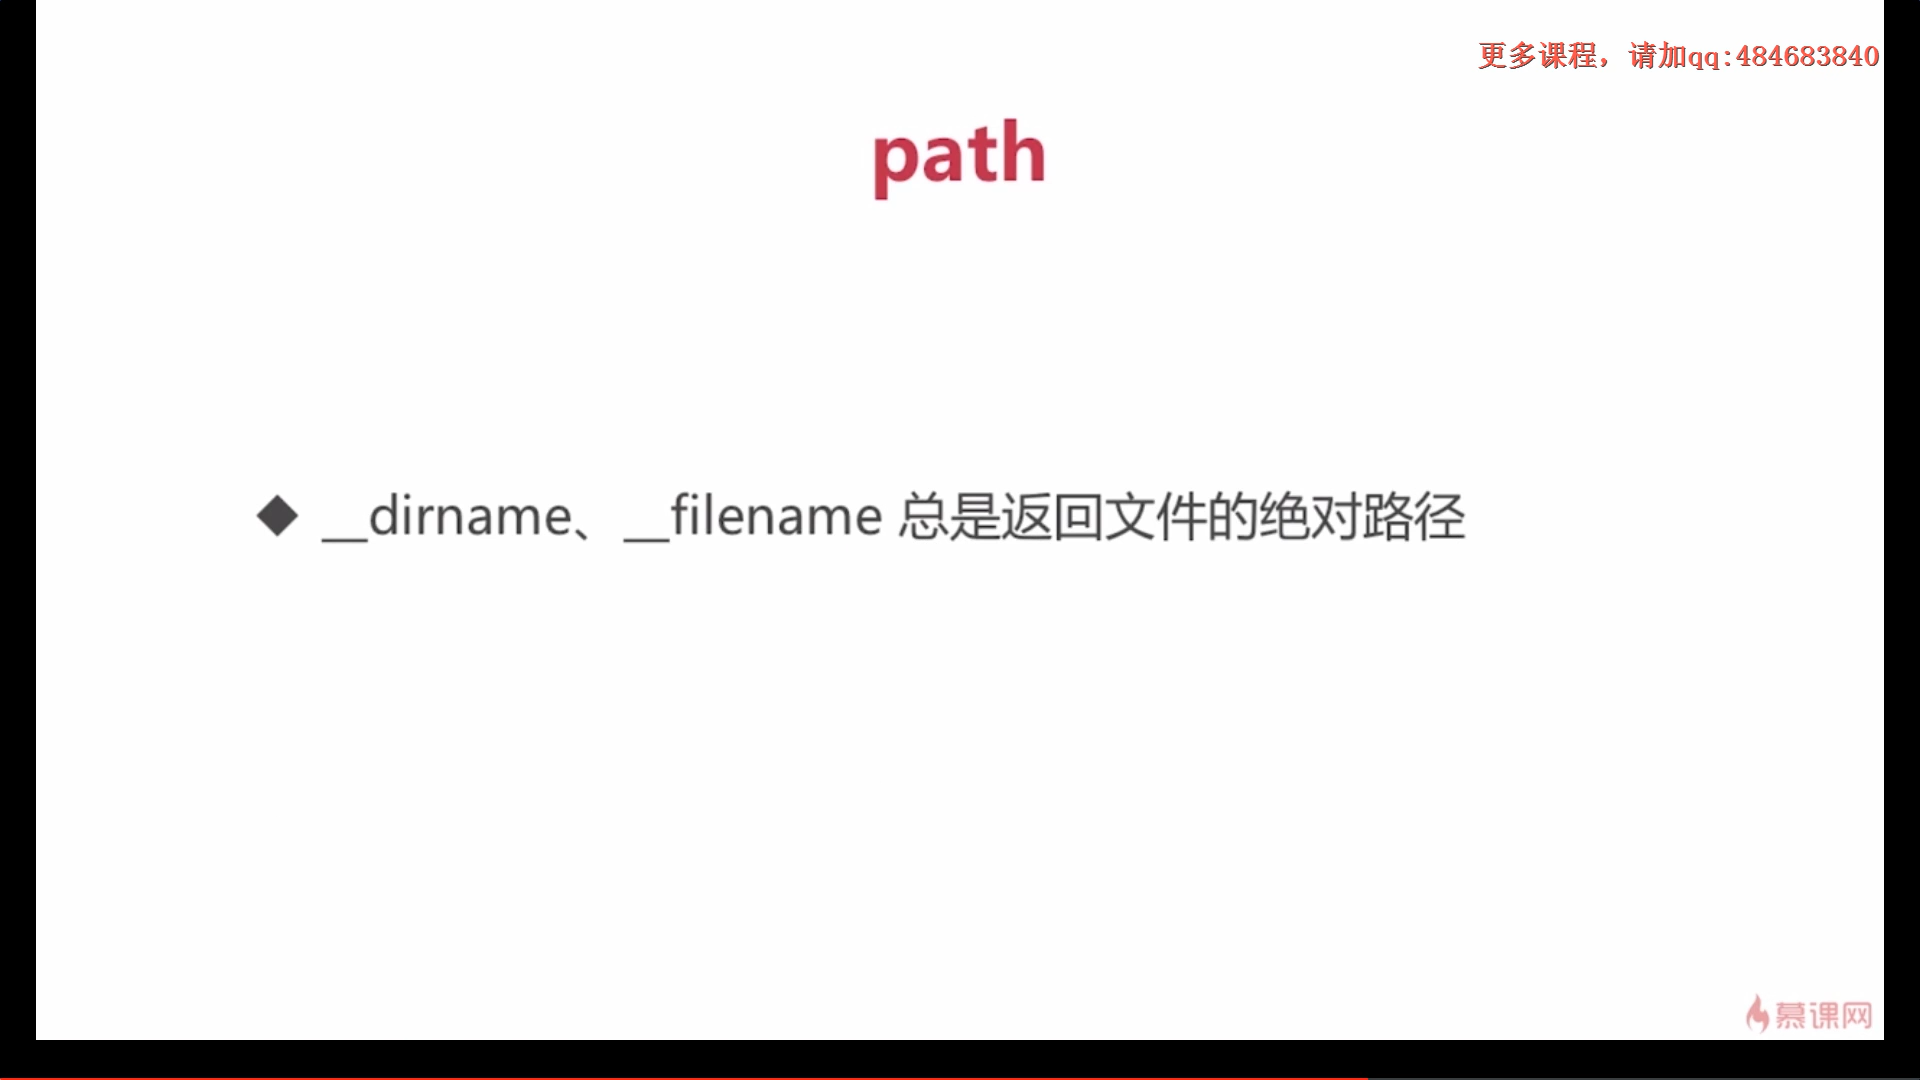 更多课程，请加qq:484683840
path
◆ __dirname、__filename 总是返回文件的绝对路径
慕课网